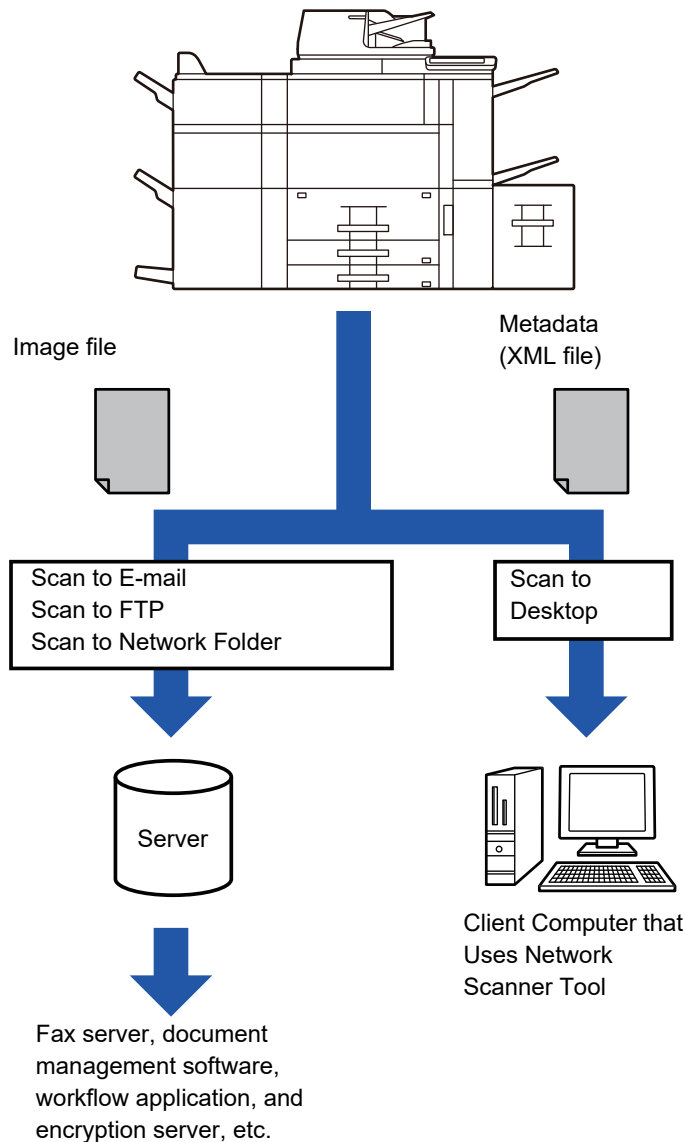 Image file
Metadata
(XML file)
Scan to E-mail
Scan to FTP
Scan to Network Folder
Scan to
Desktop
Server
Client Computer that
Uses Network
Scanner Tool
Fax server, document
management software,
workflow application, and
encryption server, etc.